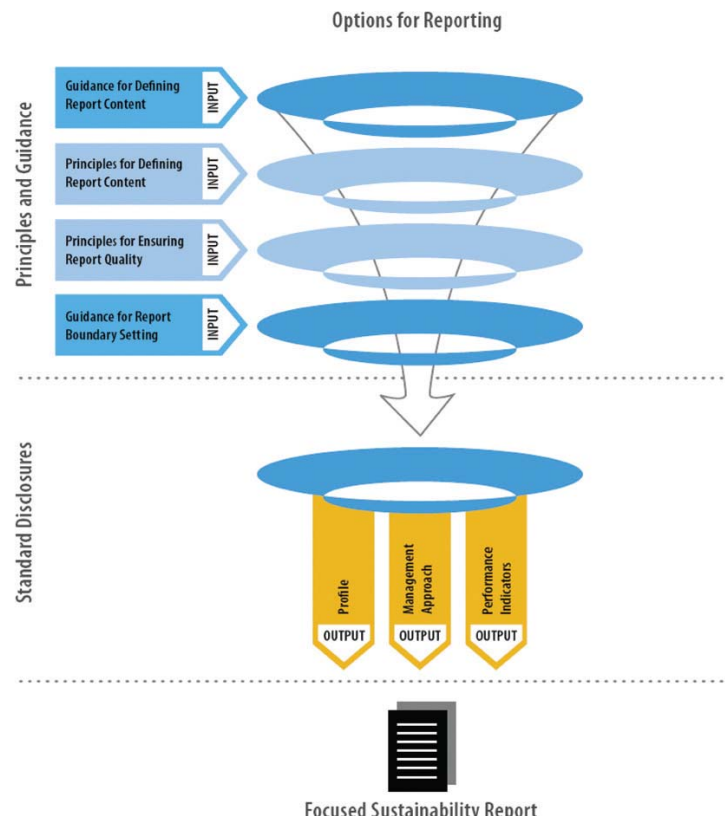 Options for Reporting
Principles and Guidance
Guidance for Defining
Report Content
INPUT
Principles for Defining
Report Content
INPUT
Principles for Ensuring
Report Quality
INPUT
Guidance for Report
Boundary Setting
INPUT
Standard Disclosures
Profile
OUTPUT
Management
Approach
OUTPUT
Performance
Indicators
OUTPUT
Focused Sustainability Report